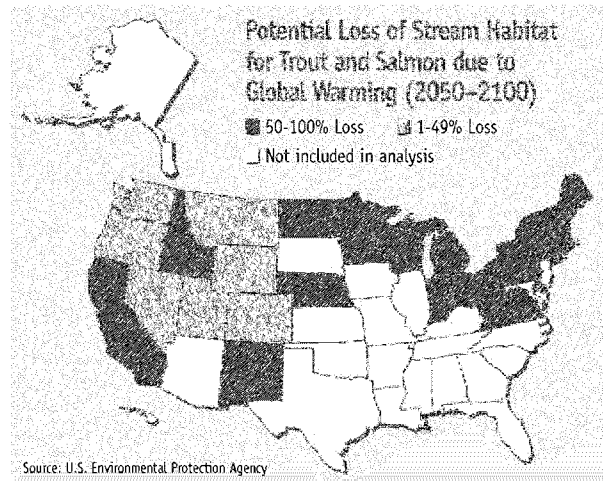 Potential Loss of Stream Habitat
for Trout and Salmon due to
Global Warming (2050–2100)
50-100% Loss 1-49% Loss
Not included in analysis
Source: U.S. Environmental Protection Agency